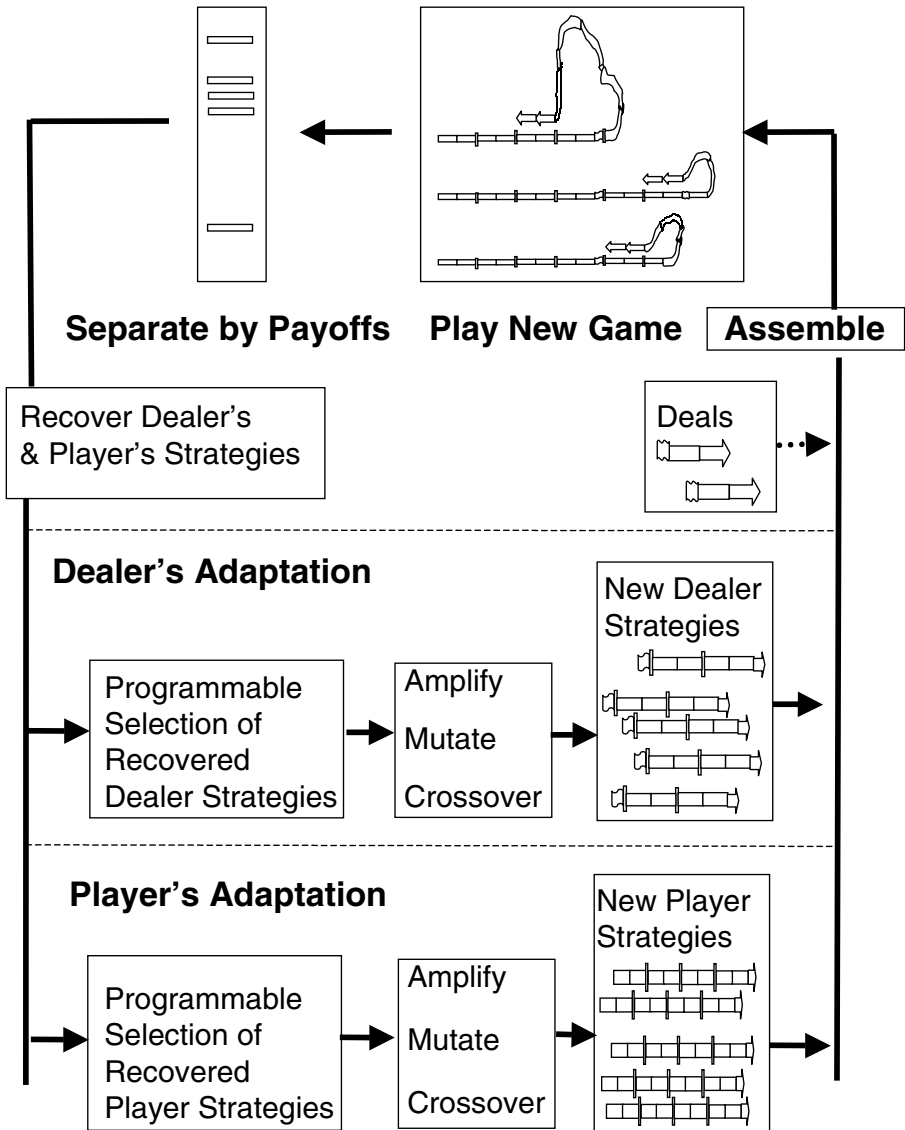 Separate by Payoffs
Play New Game
Assemble
Recover Dealer's
& Player's Strategies
Deals
Dealer's Adaptation
Programmable
Selection of
Recovered
Dealer Strategies
Amplify
Mutate
Crossover
New Dealer
Strategies
Player's Adaptation
Programmable
Selection of
Recovered
Player Strategies
Amplify
Mutate
Crossover
New Player
Strategies